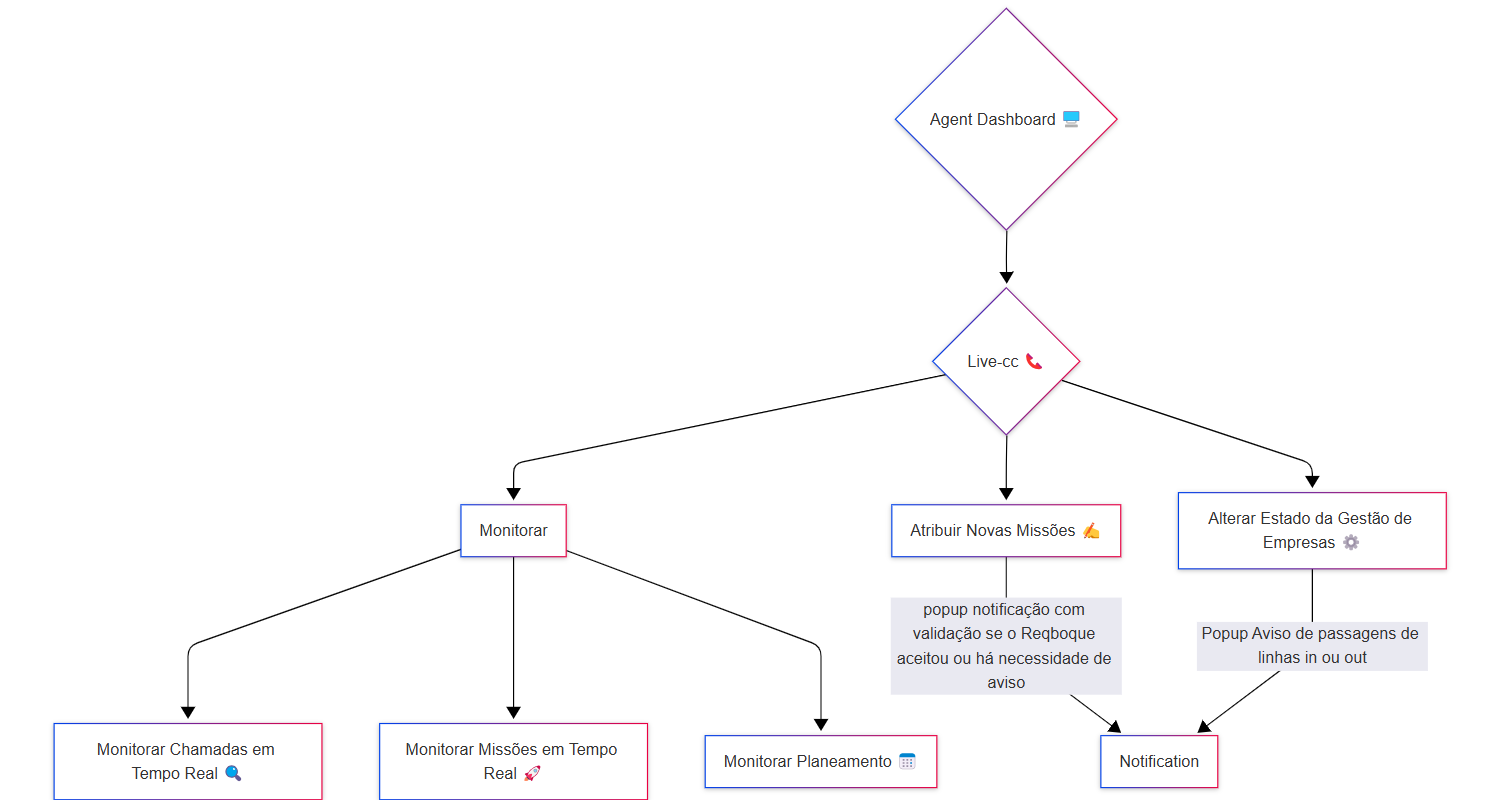 Agent Dashboard 🖥️
Live-cc 📞
Monitorar
Atribuir Novas Missões ✍️
Alterar Estado da Gestão de
Empresas ⚙️
popup notificação com
validação se o Reqboque
aceitou ou há necessidade de
aviso
Popup Aviso de passagens de
linhas in ou out
Monitorar Chamadas em
Tempo Real 🔍
Monitorar Missões em Tempo
Real 🚀
Monitorar Planeamento 📅
Notification